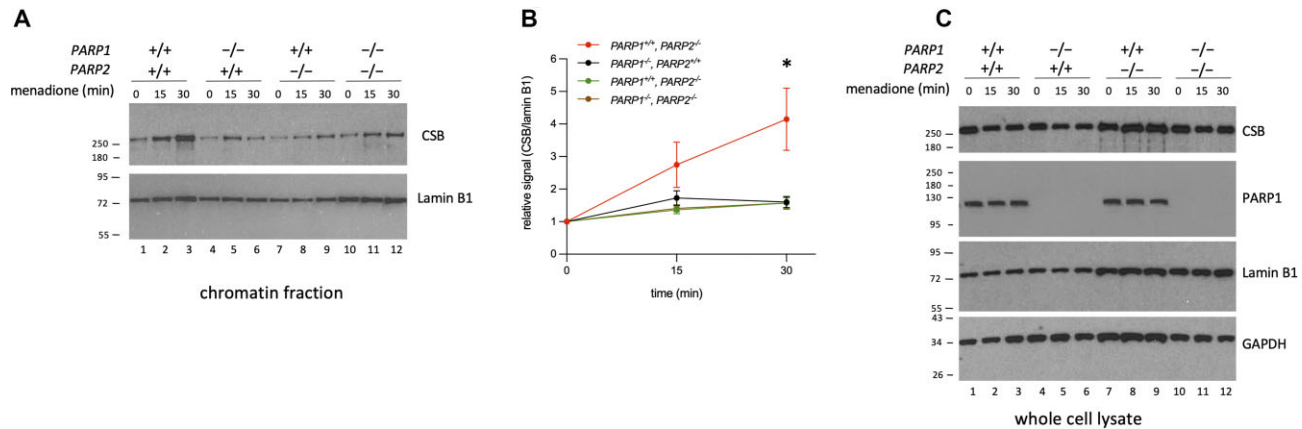 A
PARP1 +/+ −/− +/+ −/−
PARP2 +/+ +/+ −/− −/−
menadione (min) 0 15 30 0 15 30 0 15 30 0 15 30
250
180
CSB
95
72
55
Lamin B1
1 2 3 4 5 6 7 8 9 10 11 12
chromatin fraction
B
PARP1+/+, PARP2-/-
PARP1-/-, PARP2+/+
PARP1+/+, PARP2-/-
PARP1-/-, PARP2-/-
*
relative signal (CSB/lamin B1)
6
5
4
3
2
1
0
0 15 30
time (min)
C
PARP1 +/+ −/− +/+ −/−
PARP2 +/+ +/+ −/− −/−
menadione (min) 0 15 30 0 15 30 0 15 30 0 15 30
250
180
CSB
250
180
130
PARP1
95
72
55
Lamin B1
43
34
26
GAPDH
1 2 3 4 5 6 7 8 9 10 11 12
whole cell lysate